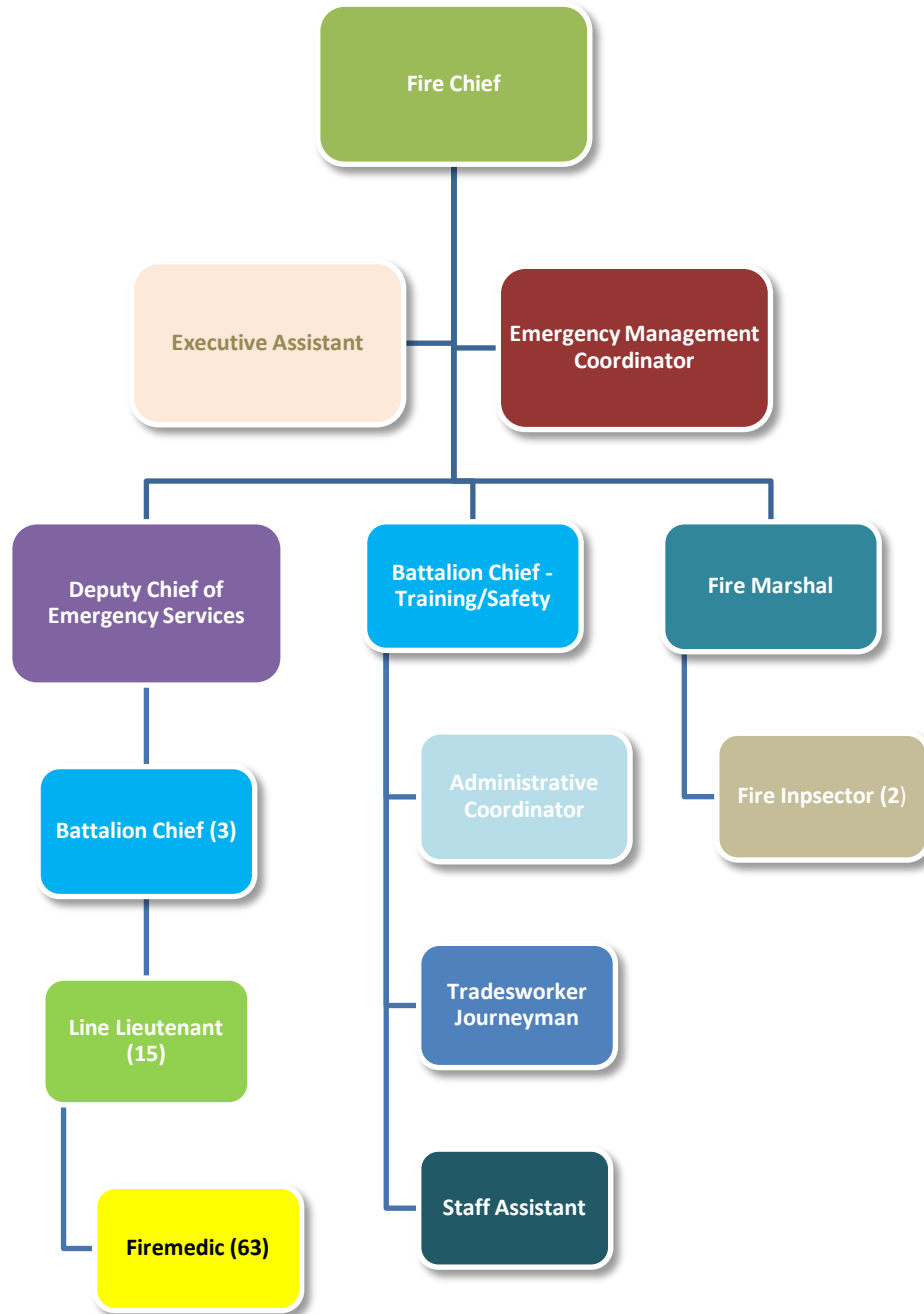 Fire Chief
Executive Assistant
Emergency Management
Coordinator
Deputy Chief of
Emergency Services
Battalion Chief -
Training/Safety
Fire Marshal
Battalion Chief (3)
Administrative
Coordinator
Fire Inpsector (2)
Line Lieutenant
(15)
Tradesworker
Journeyman
Firemedic (63)
Staff Assistant